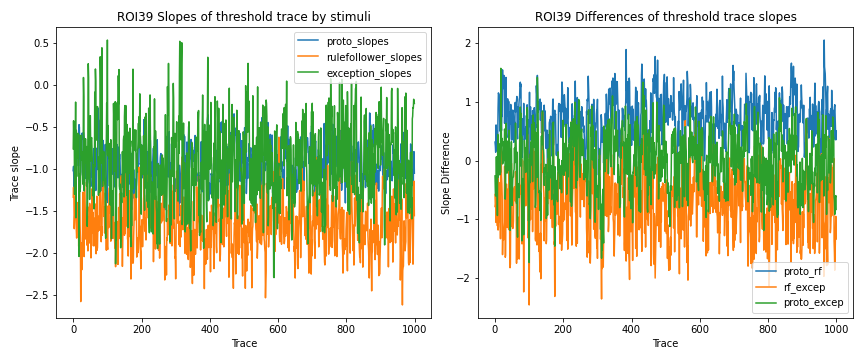 ROI39 Slopes of threshold trace by stimuli
0.5
0.0
−0.5
−1.0
−1.5
−2.0
−2.5
Trace slope
proto_slopes
rulefollower_slopes
exception_slopes
0 200 400 600 800 1000
Trace
ROI39 Differences of threshold trace slopes
2
1
0
−1
−2
Slope Difference
proto_rf
rf_excep
proto_excep
0 200 400 600 800 1000
Trace